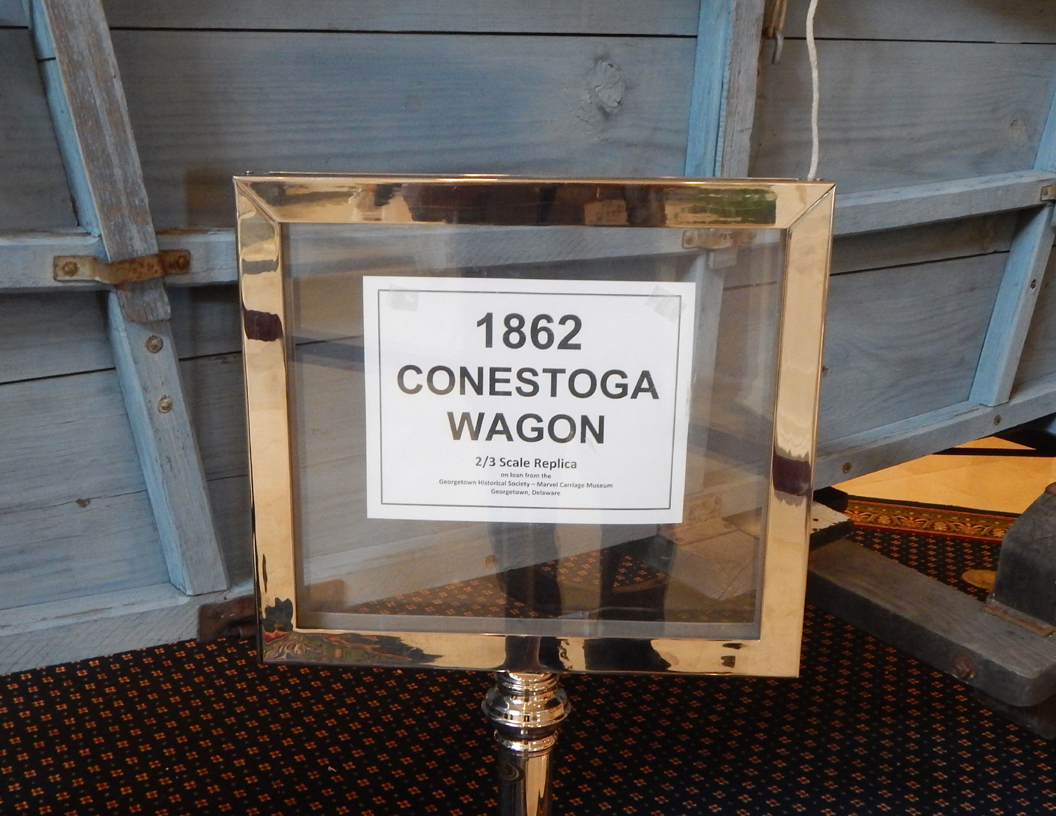 1862
CONESTOGA
WAGON
2/3 Scale Replica
on loan from the
Georgetown Historical Society – Marvel Carriage Museum
Georgetown, Delaware